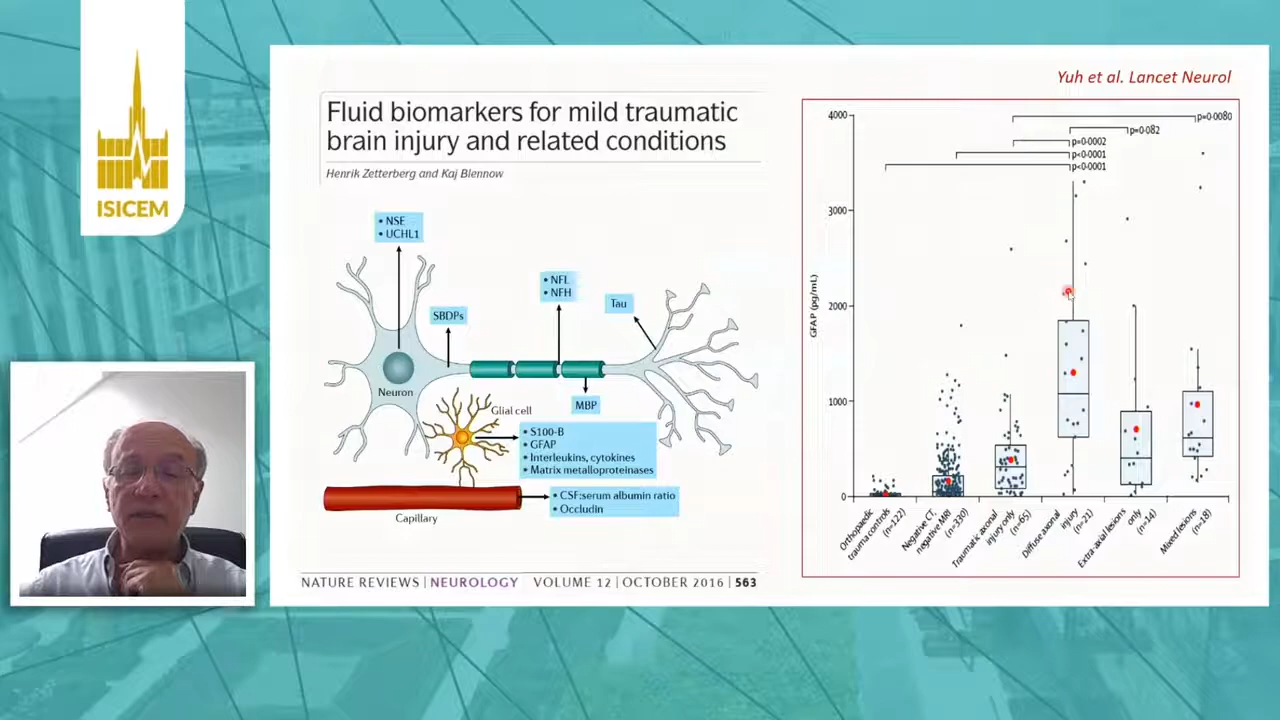 ISICEM
Yuh et al. Lancet Neurol
Fluid biomarkers for mild traumatic
brain injury and related conditions
Henrik Zetterberg and Kaj Blennow
• NSE
• UCHL1
SBDPs
• NFL
• NFH
Tau
Neuron
MBP
Glial cell
• S100-B
• GFAP
• Interleukins, cytokines
• Matrix metalloproteinases
• CSF:serum albumin ratio
• Occludin
Capillary
NATURE REVIEWS | NEUROLOGY VOLUME 12 | OCTOBER 2016 | 563
4000
3000
2000
1000
0
GFAP (pg/mL)
p=0·0080
p=0·082
p=0·0002
p<0·0001
p<0·0001
Orthopaedic
trauma controls
(n=122)
Negative CT,
negative MRI
(n=330)
Traumatic axonal
injury only
(n=65)
Diffuse axonal
injury
(n=21)
Extra-axial lesions
only
(n=14)
Mixed lesions
(n=18)